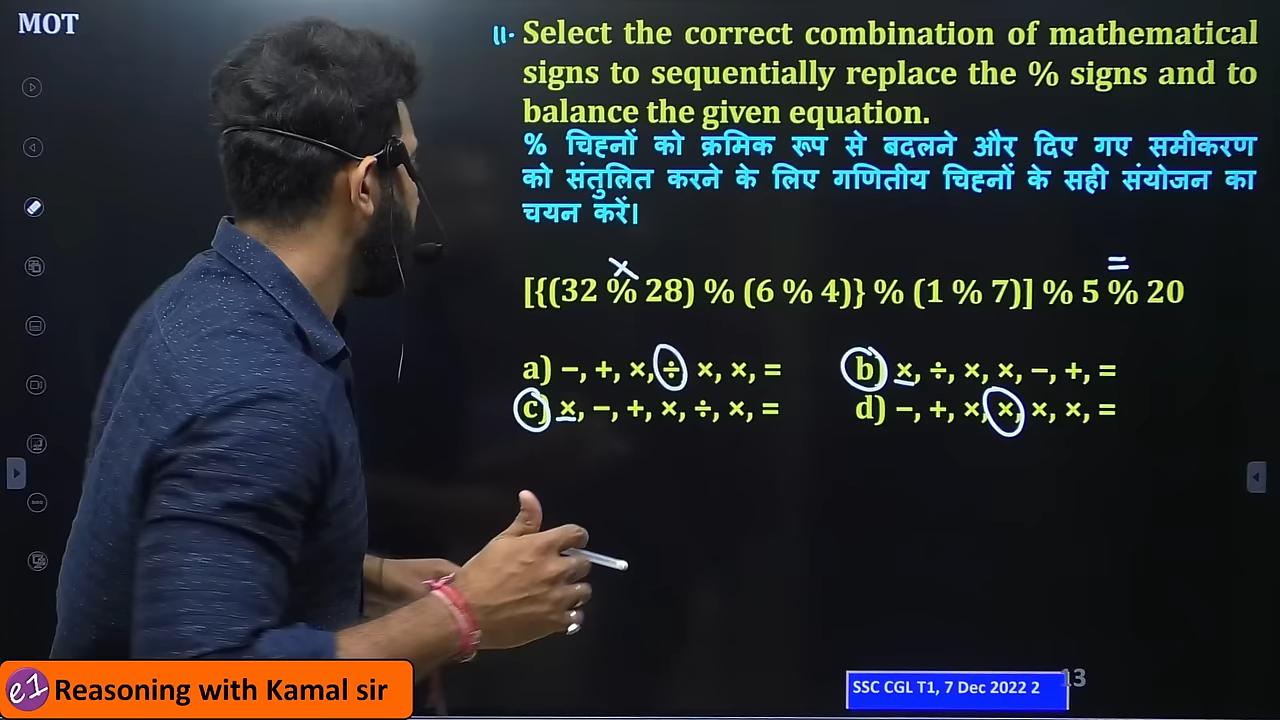 MOT
11. Select the correct combination of mathematical
signs to sequentially replace the % signs and to
balance the given equation.
% चिह्नों को क्रमिक रूप से बदलने और दिए गए समीकरण
को संतुलित करने के लिए गणितीय चिह्नों के सही संयोजन का
चयन करें।
× =
[{(32 % 28) % (6 % 4)} % (1 % 7)] % 5 % 20
a) −, +, ×, ÷ ×, ×, = b) ×, ÷, ×, ×, −, +, =
c) ×, −, +, ×, ÷, ×, = d) −, +, ×, ×, ×, ×, =
e1 Reasoning with Kamal sir
SSC CGL T1, 7 Dec 2022 2
13